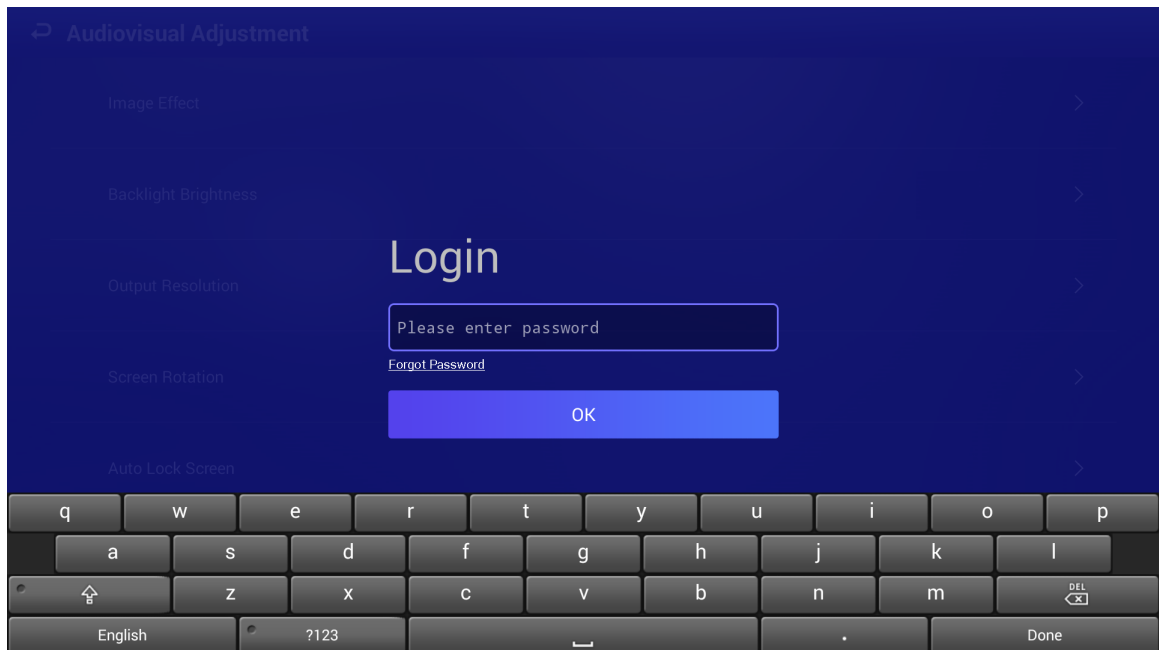 Audiovisual Adjustment
Image Effect
Backlight Brightness
Output Resolution
Screen Rotation
Auto Lock Screen
Login
Please enter password
Forgot Password
OK
q w e r t y u i o p
a s d f g h j k l
z x c v b n m DEL
English ?123 . Done